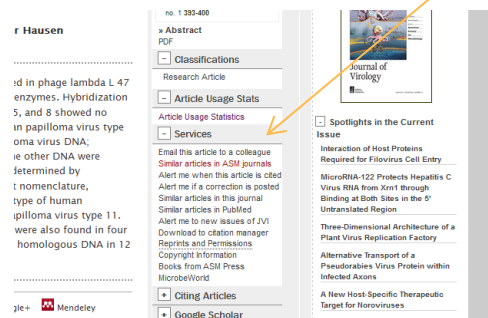 r Hausen
ed in phage lambda L 47
enzymes. Hybridization
5, and 8 showed no
an papilloma virus type
oma virus DNA;
e other DNA were
determined by
t nomenclature,
type of human
apilloma virus type 11.
were also found in four
homologous DNA in 12
gle+ Mendeley
no. 1 393-400
» Abstract
PDF
- Classifications
Research Article
- Article Usage Stats
Article Usage Statistics
- Services
Email this article to a colleague
Similar articles in ASM journals
Alert me when this article is cited
Alert me if a correction is posted
Similar articles in this journal
Similar articles in PubMed
Alert me to new issues of JVI
Download to citation manager
Reprints and Permissions
Copyright Information
Books from ASM Press
MicrobeWorld
+ Citing Articles
+ Google Scholar
Journal of
Virology
- Spotlights in the Current
Issue
Interaction of Host Proteins
Required for Filovirus Cell Entry
MicroRNA-122 Protects Hepatitis C
Virus RNA from Xrn1 through
Binding at Both Sites in the 5'
Untranslated Region
Three-Dimensional Architecture of a
Plant Virus Replication Factory
Alternative Transport of a
Pseudorabies Virus Protein within
Infected Axons
A New Host-Specific Therapeutic
Target for Noroviruses